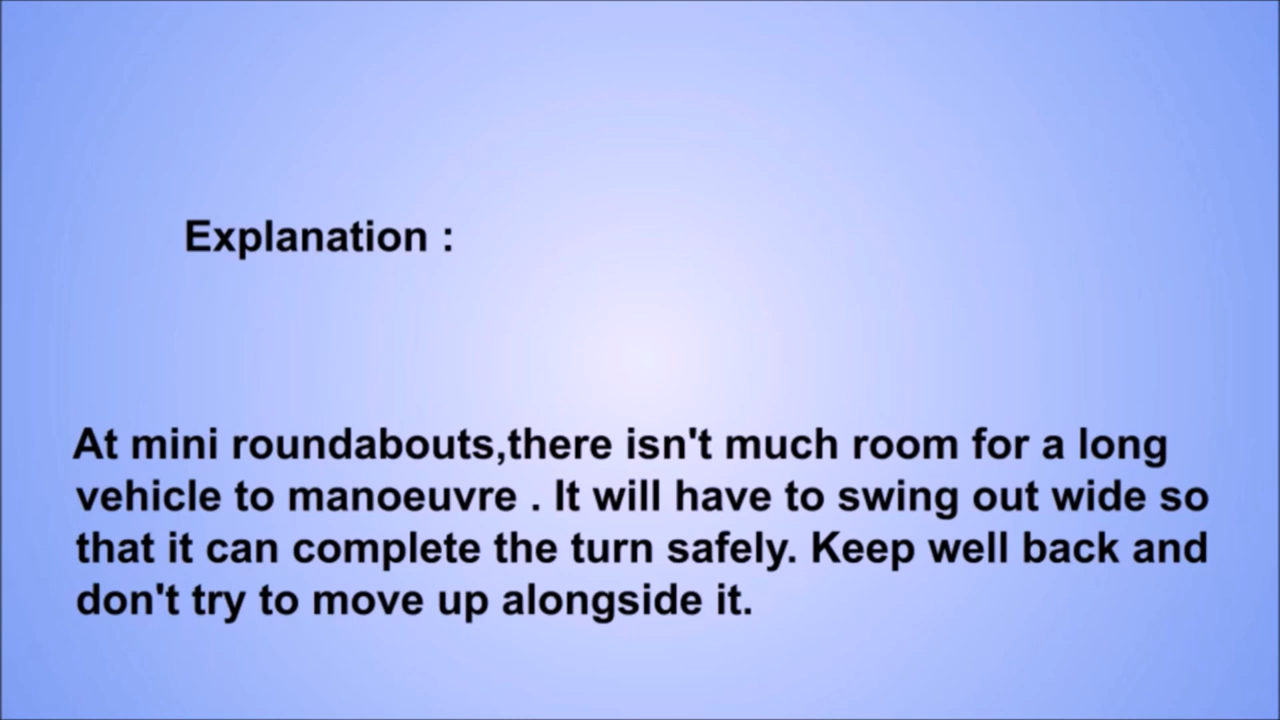 Explanation :
At mini roundabouts,there isn't much room for a long
vehicle to manoeuvre . It will have to swing out wide so
that it can complete the turn safely. Keep well back and
don't try to move up alongside it.